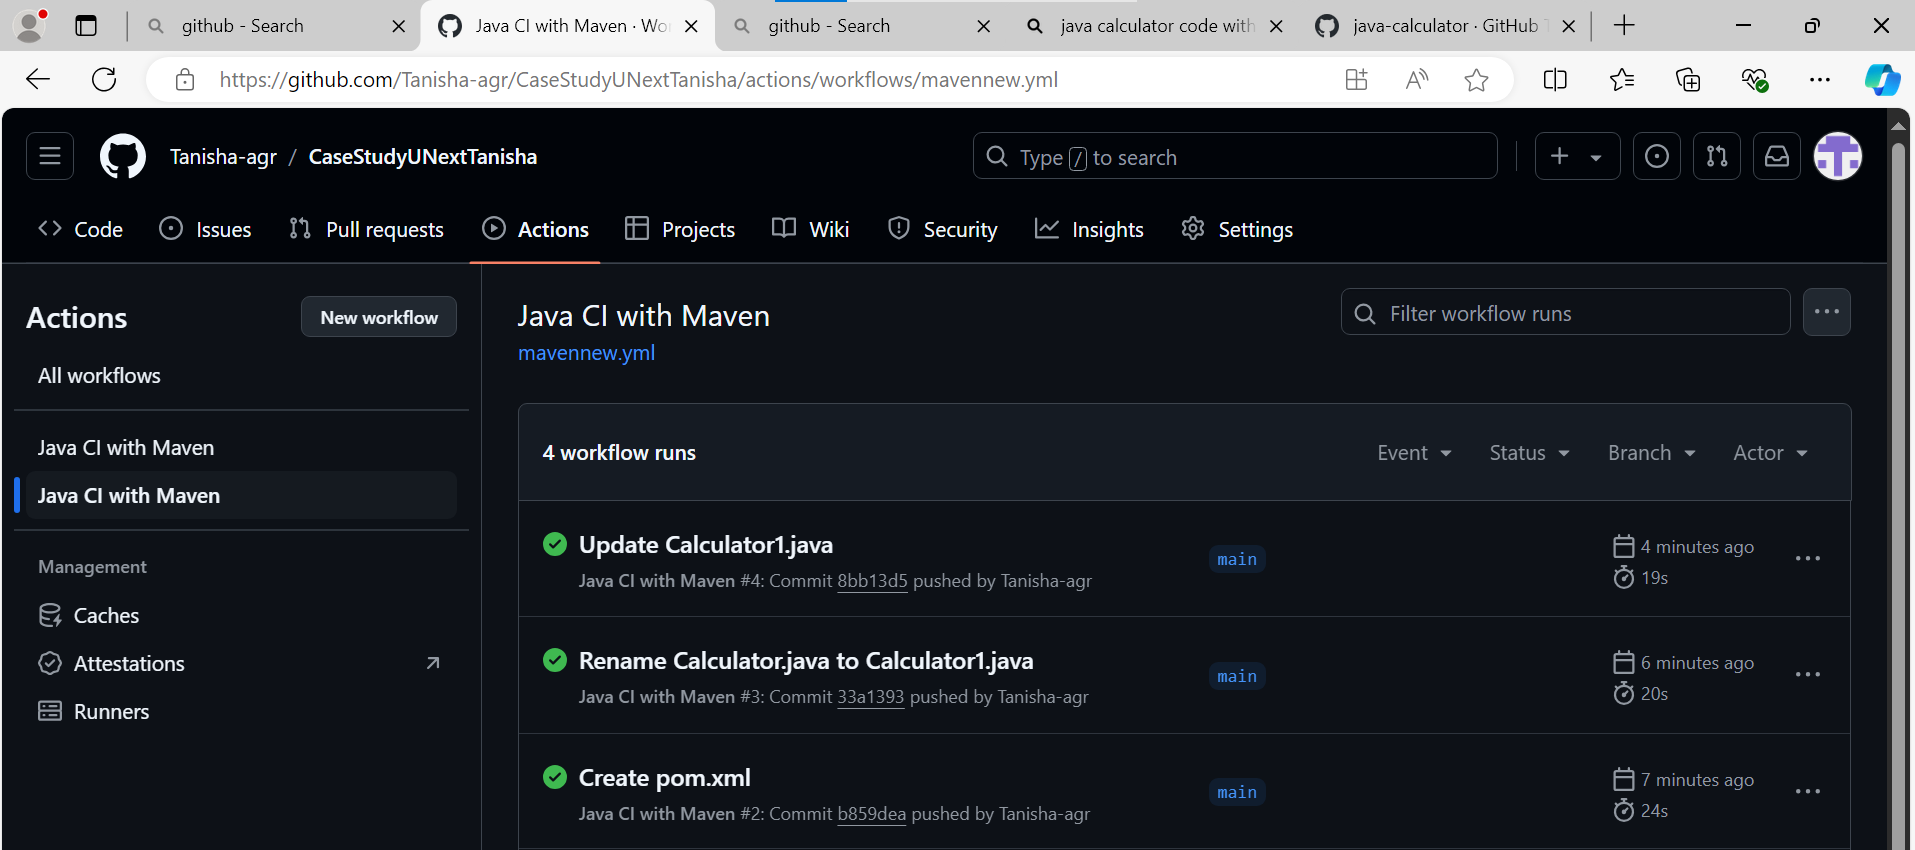 github - Search
Java CI with Maven · Wo
github - Search
java calculator code with
java-calculator · GitHub T
https://github.com/Tanisha-agr/CaseStudyUNextTanisha/actions/workflows/mavennew.yml
Tanisha-agr / CaseStudyUNextTanisha
Type / to search
Code
Issues
Pull requests
Actions
Projects
Wiki
Security
Insights
Settings
Actions
New workflow
All workflows
Java CI with Maven
Java CI with Maven
Management
Caches
Attestations
Runners
Java CI with Maven
mavennew.yml
Filter workflow runs
4 workflow runs
Event
Status
Branch
Actor
Update Calculator1.java
Java CI with Maven #4: Commit 8bb13d5 pushed by Tanisha-agr
main
4 minutes ago
19s
Rename Calculator.java to Calculator1.java
Java CI with Maven #3: Commit 33a1393 pushed by Tanisha-agr
main
6 minutes ago
20s
Create pom.xml
Java CI with Maven #2: Commit b859dea pushed by Tanisha-agr
main
7 minutes ago
24s